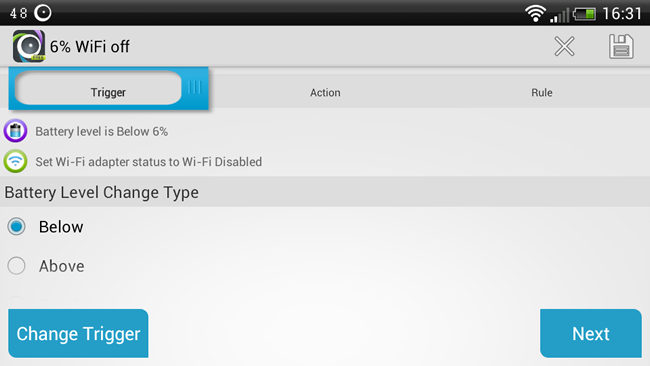 48 16:31
6% WiFi off
Trigger Action Rule
Battery level is Below 6%
Set Wi-Fi adapter status to Wi-Fi Disabled
Battery Level Change Type
Below
Above
Change Trigger Next